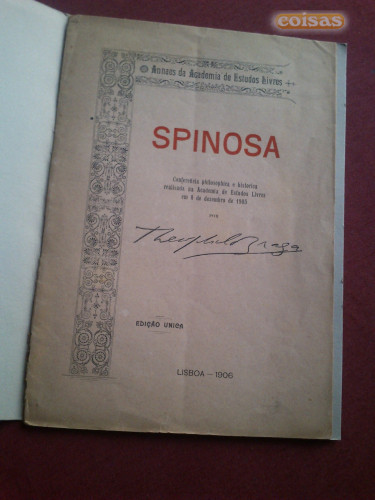 coisas
Annaes da Academia de Estudos Livres
SPINOSA
Conferencia philosophica e historica
realisada na Academia de Estudos Livres
em 8 de dezembro de 1905
POR
Theophilo Braga
EDIÇÃO UNICA
LISBOA — 1906